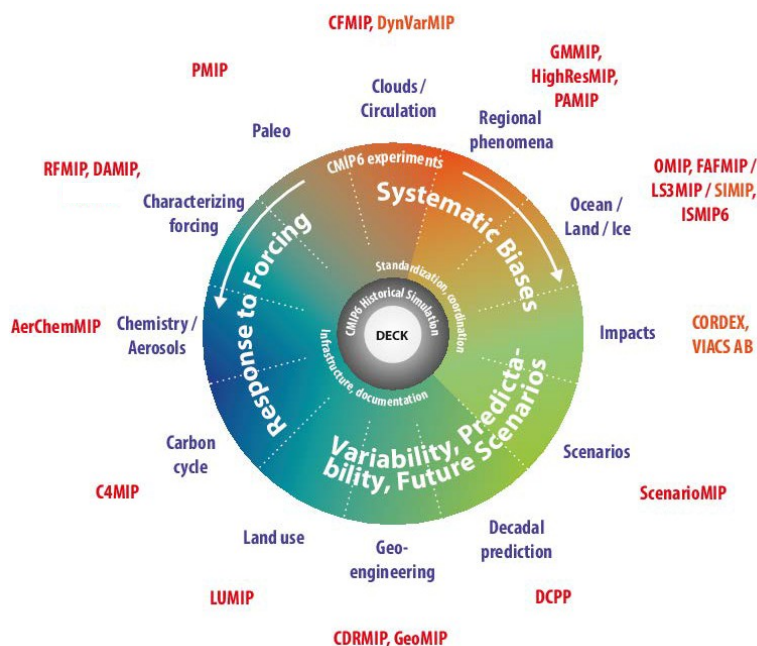 CFMIP, DynVarMIP
GMMIP,
HighResMIP,
PAMIP
PMIP
Clouds /
Circulation
Regional
phenomena
Paleo
RFMIP, DAMIP,
OMIP, FAFMIP /
LS3MIP / SIMIP,
ISMIP6
Characterizing
forcing
Ocean /
Land / Ice
CMIP6 experiments
Systematic Biases
Response to Forcing
Variability, Predicta-
bility, Future Scenarios
Standardization, coordination
CMIP6 Historical Simulation
DECK
Infrastructure, documentation
AerChemMIP
Chemistry /
Aerosols
Impacts
CORDEX,
VIACS AB
Carbon
cycle
Scenarios
C4MIP
ScenarioMIP
Land use
Geo-
engineering
Decadal
prediction
LUMIP
DCPP
CDRMIP, GeoMIP